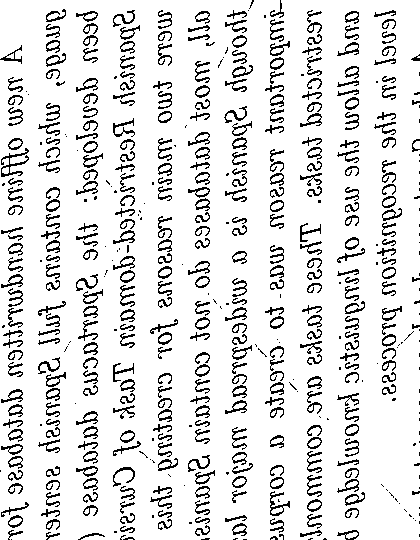 A new offline handwritten database for
guage, which contains full Spanish senten
been developed: the Spartacus database (
Spanish Restricted-domain Task of Cursi
were two main reasons for creating this
all, most databases do not contain Spanis
though Spanish is a widespread major la
important reason was to create a corpus
restricted tasks. These tasks are commonl
and allow the use of linguistic knowledge b
level in the recognition process.